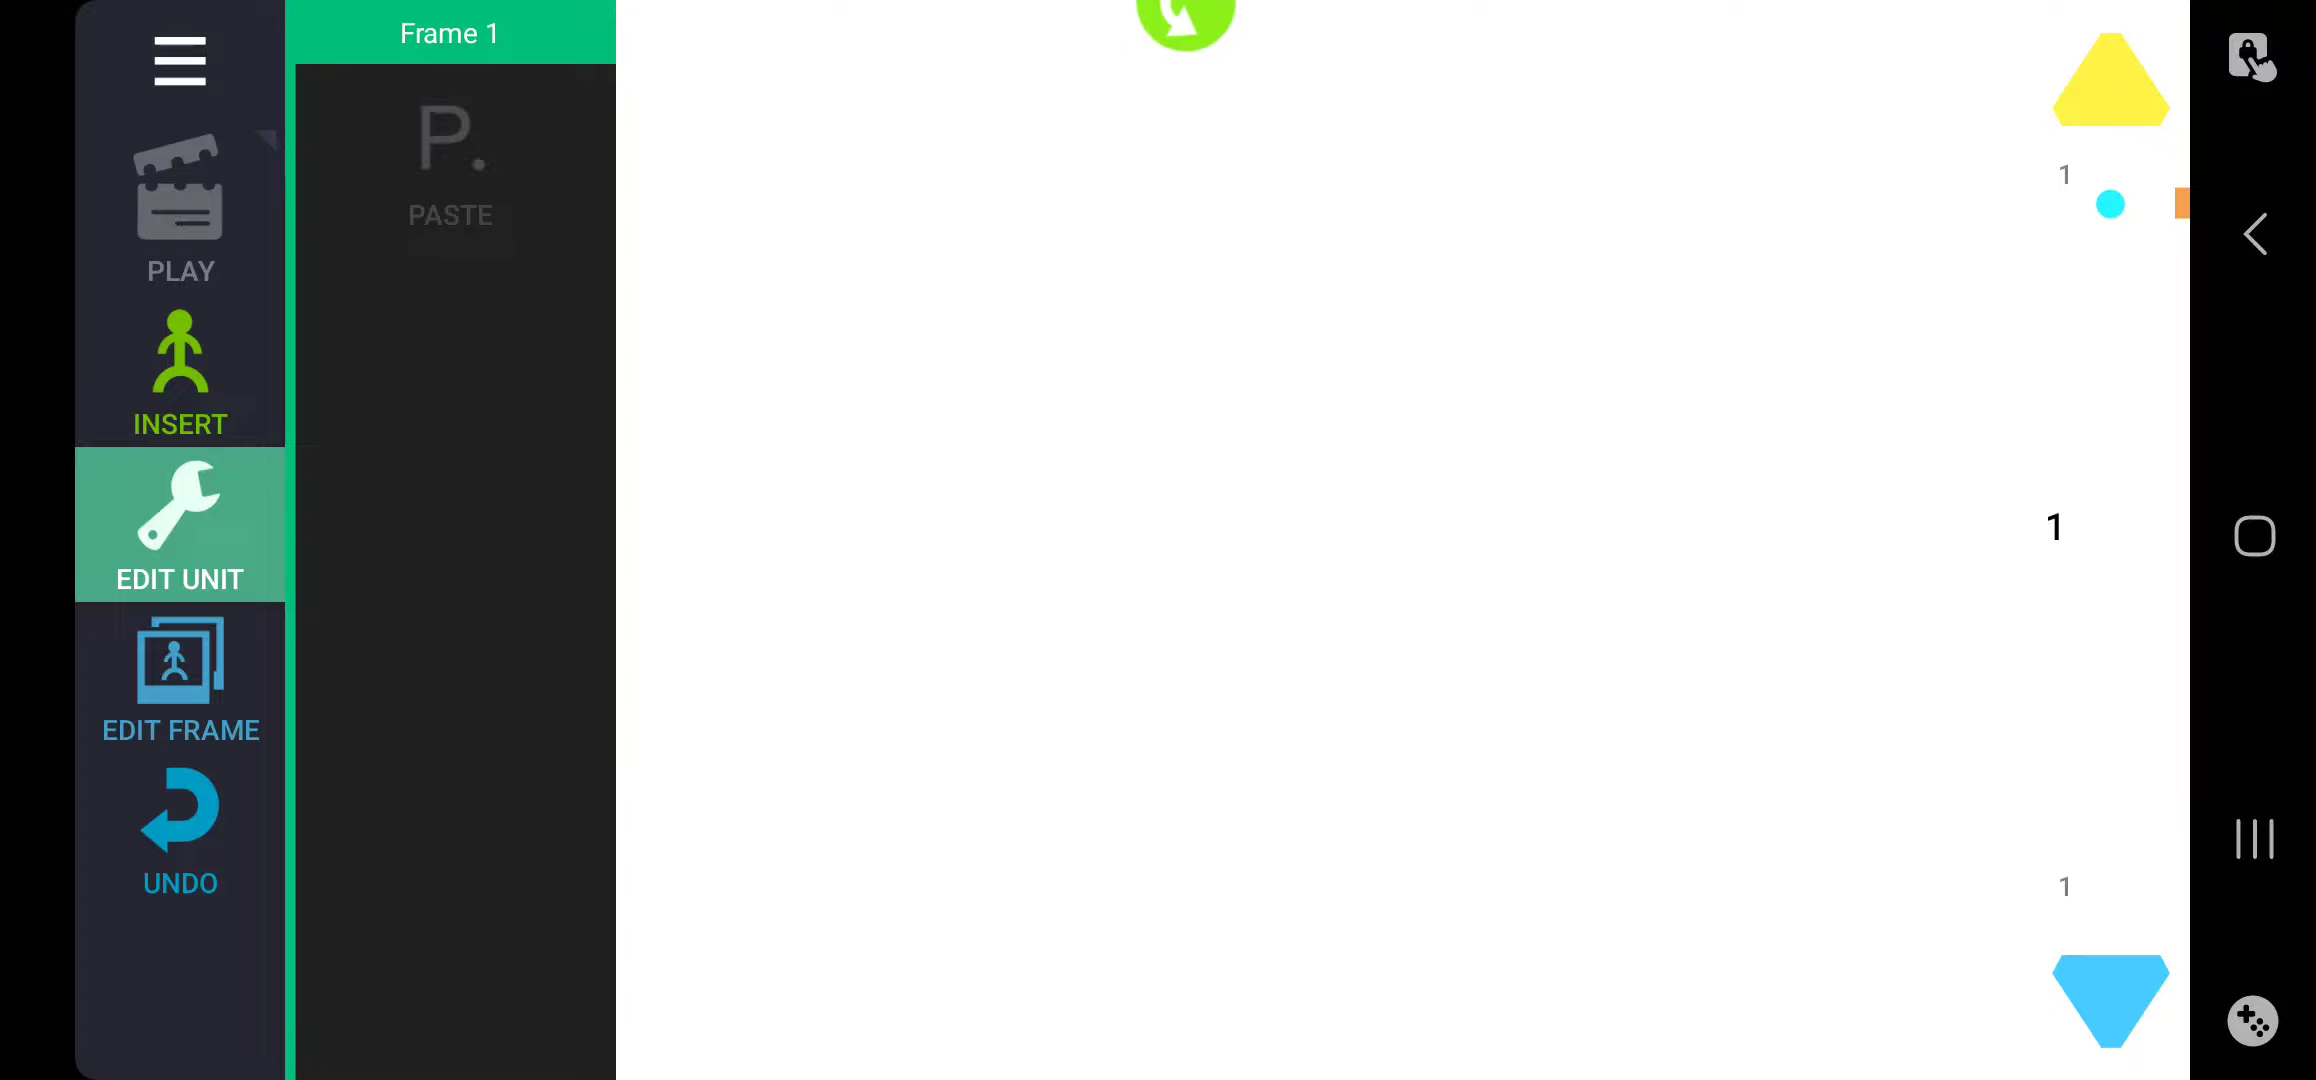 Frame 1
P.
PASTE
PLAY
INSERT
EDIT UNIT
EDIT FRAME
UNDO
1
1
1